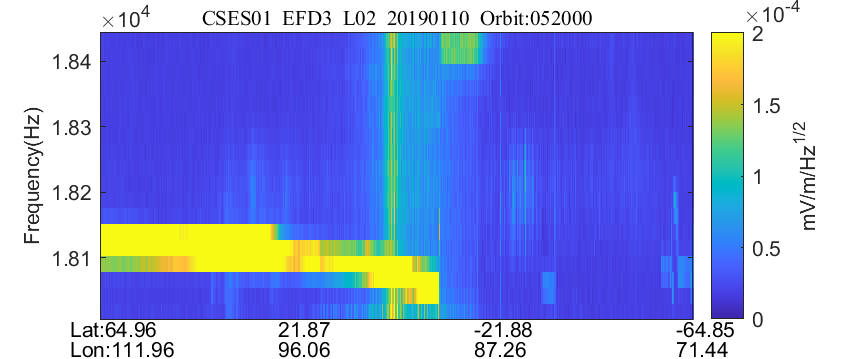 ×10⁴ CSES01 EFD3 L02 20190110 Orbit:052000 ×10⁻⁴
Frequency(Hz)
1.84
1.83
1.82
1.81
2
1.5
1
0.5
0
mV/m/Hz^1/2
Lat:64.96 21.87 -21.88 -64.85
Lon:111.96 96.06 87.26 71.44